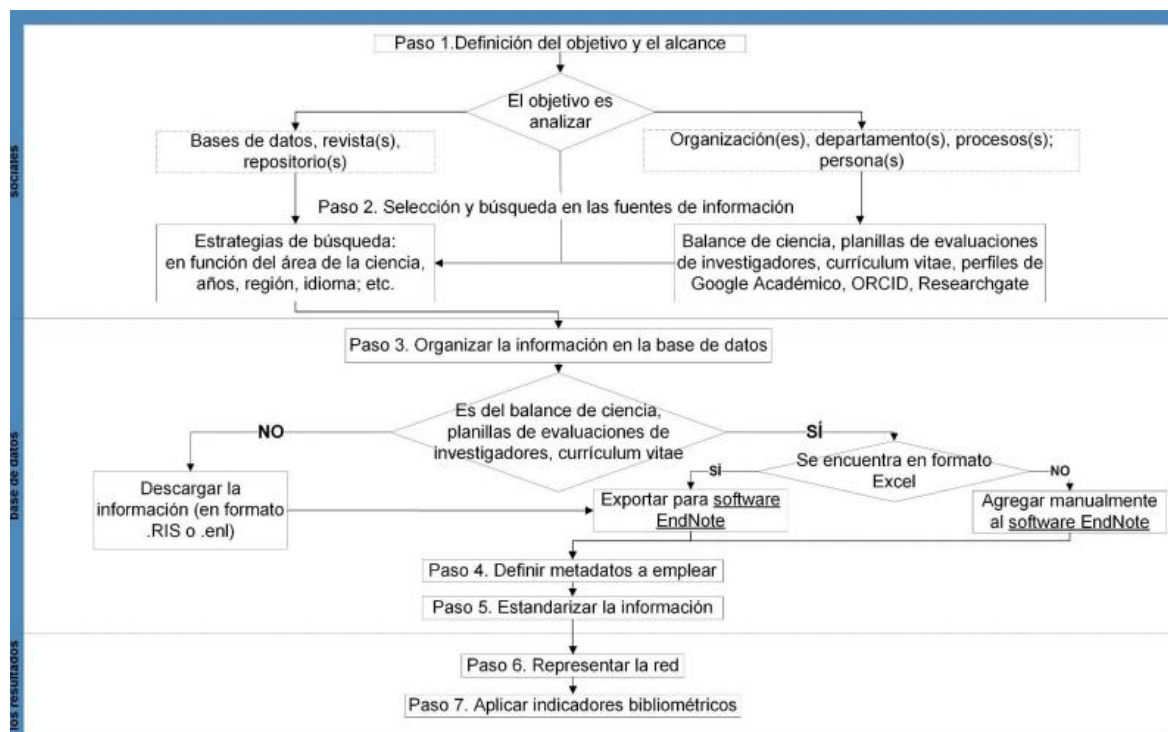 Paso 1.Definición del objetivo y el alcance
El objetivo es
analizar
Bases de datos, revista(s),
repositorio(s)
Organización(es), departamento(s), procesos(s);
persona(s)
sociales
Paso 2. Selección y búsqueda en las fuentes de información
Estrategias de búsqueda:
en función del área de la ciencia,
años, región, idioma; etc.
Balance de ciencia, planillas de evaluaciones
de investigadores, currículum vitae, perfiles de
Google Académico, ORCID, Researchgate
Paso 3. Organizar la información en la base de datos
Es del balance de ciencia,
planillas de evaluaciones de
investigadores, currículum vitae
NO
SÍ
Se encuentra en formato
Excel
SÍ
NO
base de datos
Descargar la
información (en formato
.RIS o .enl)
Exportar para software
EndNote
Agregar manualmente
al software EndNote
Paso 4. Definir metadatos a emplear
Paso 5. Estandarizar la información
los resultados
Paso 6. Representar la red
Paso 7. Aplicar indicadores bibliométricos